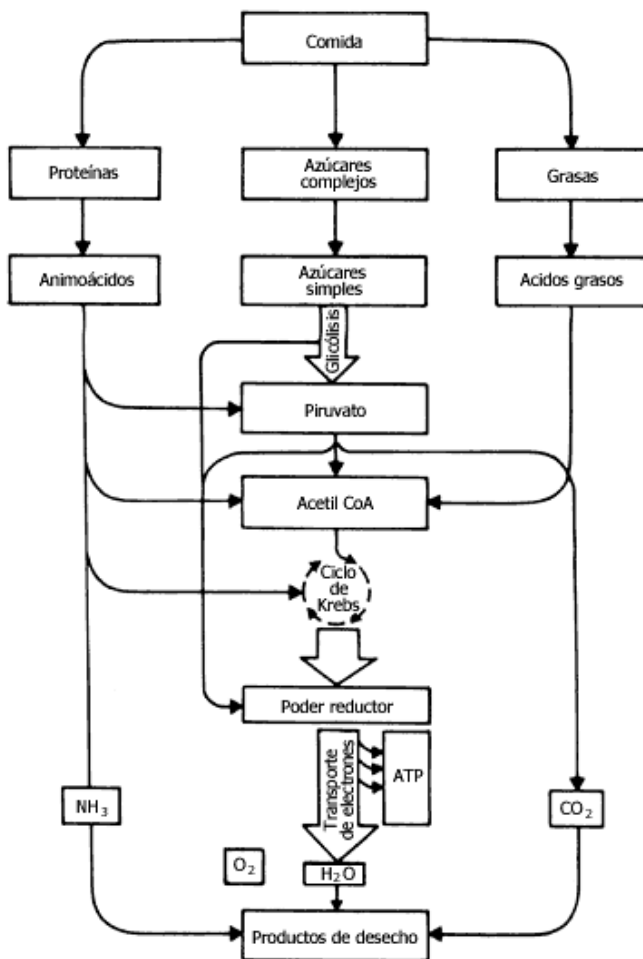 Comida
Proteínas
Azúcares
complejos
Grasas
Animoácidos
Azúcares
simples
Acidos grasos
Glicólisis
Piruvato
Acetil CoA
Ciclo
de
Krebs
Poder reductor
Transporte
de electrones
ATP
NH₃
CO₂
O₂
H₂O
Productos de desecho